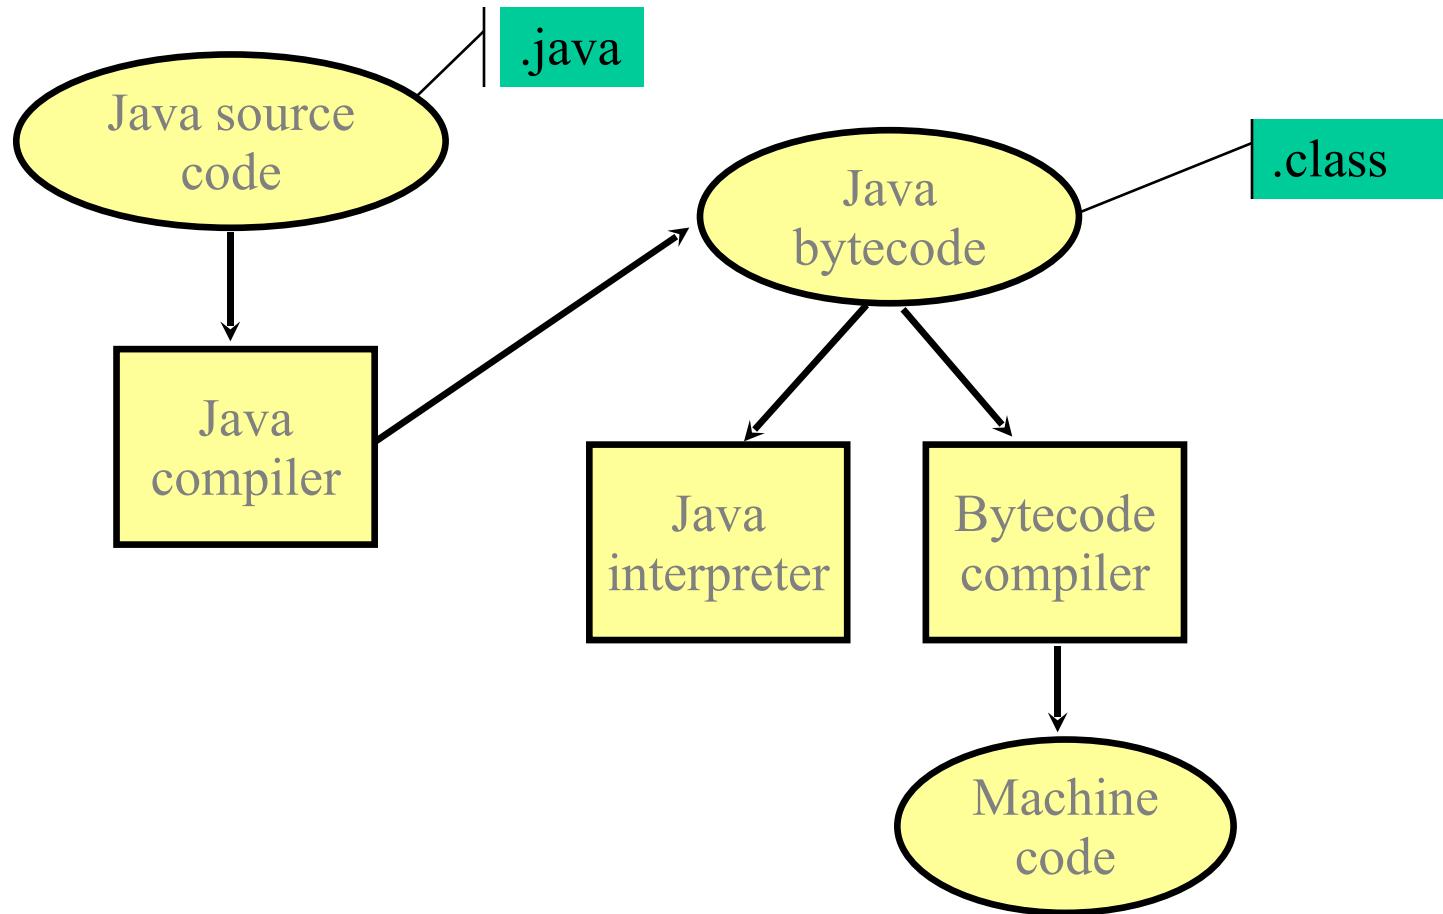 .java
Java source
code
.class
Java
bytecode
Java
compiler
Java
interpreter
Bytecode
compiler
Machine
code